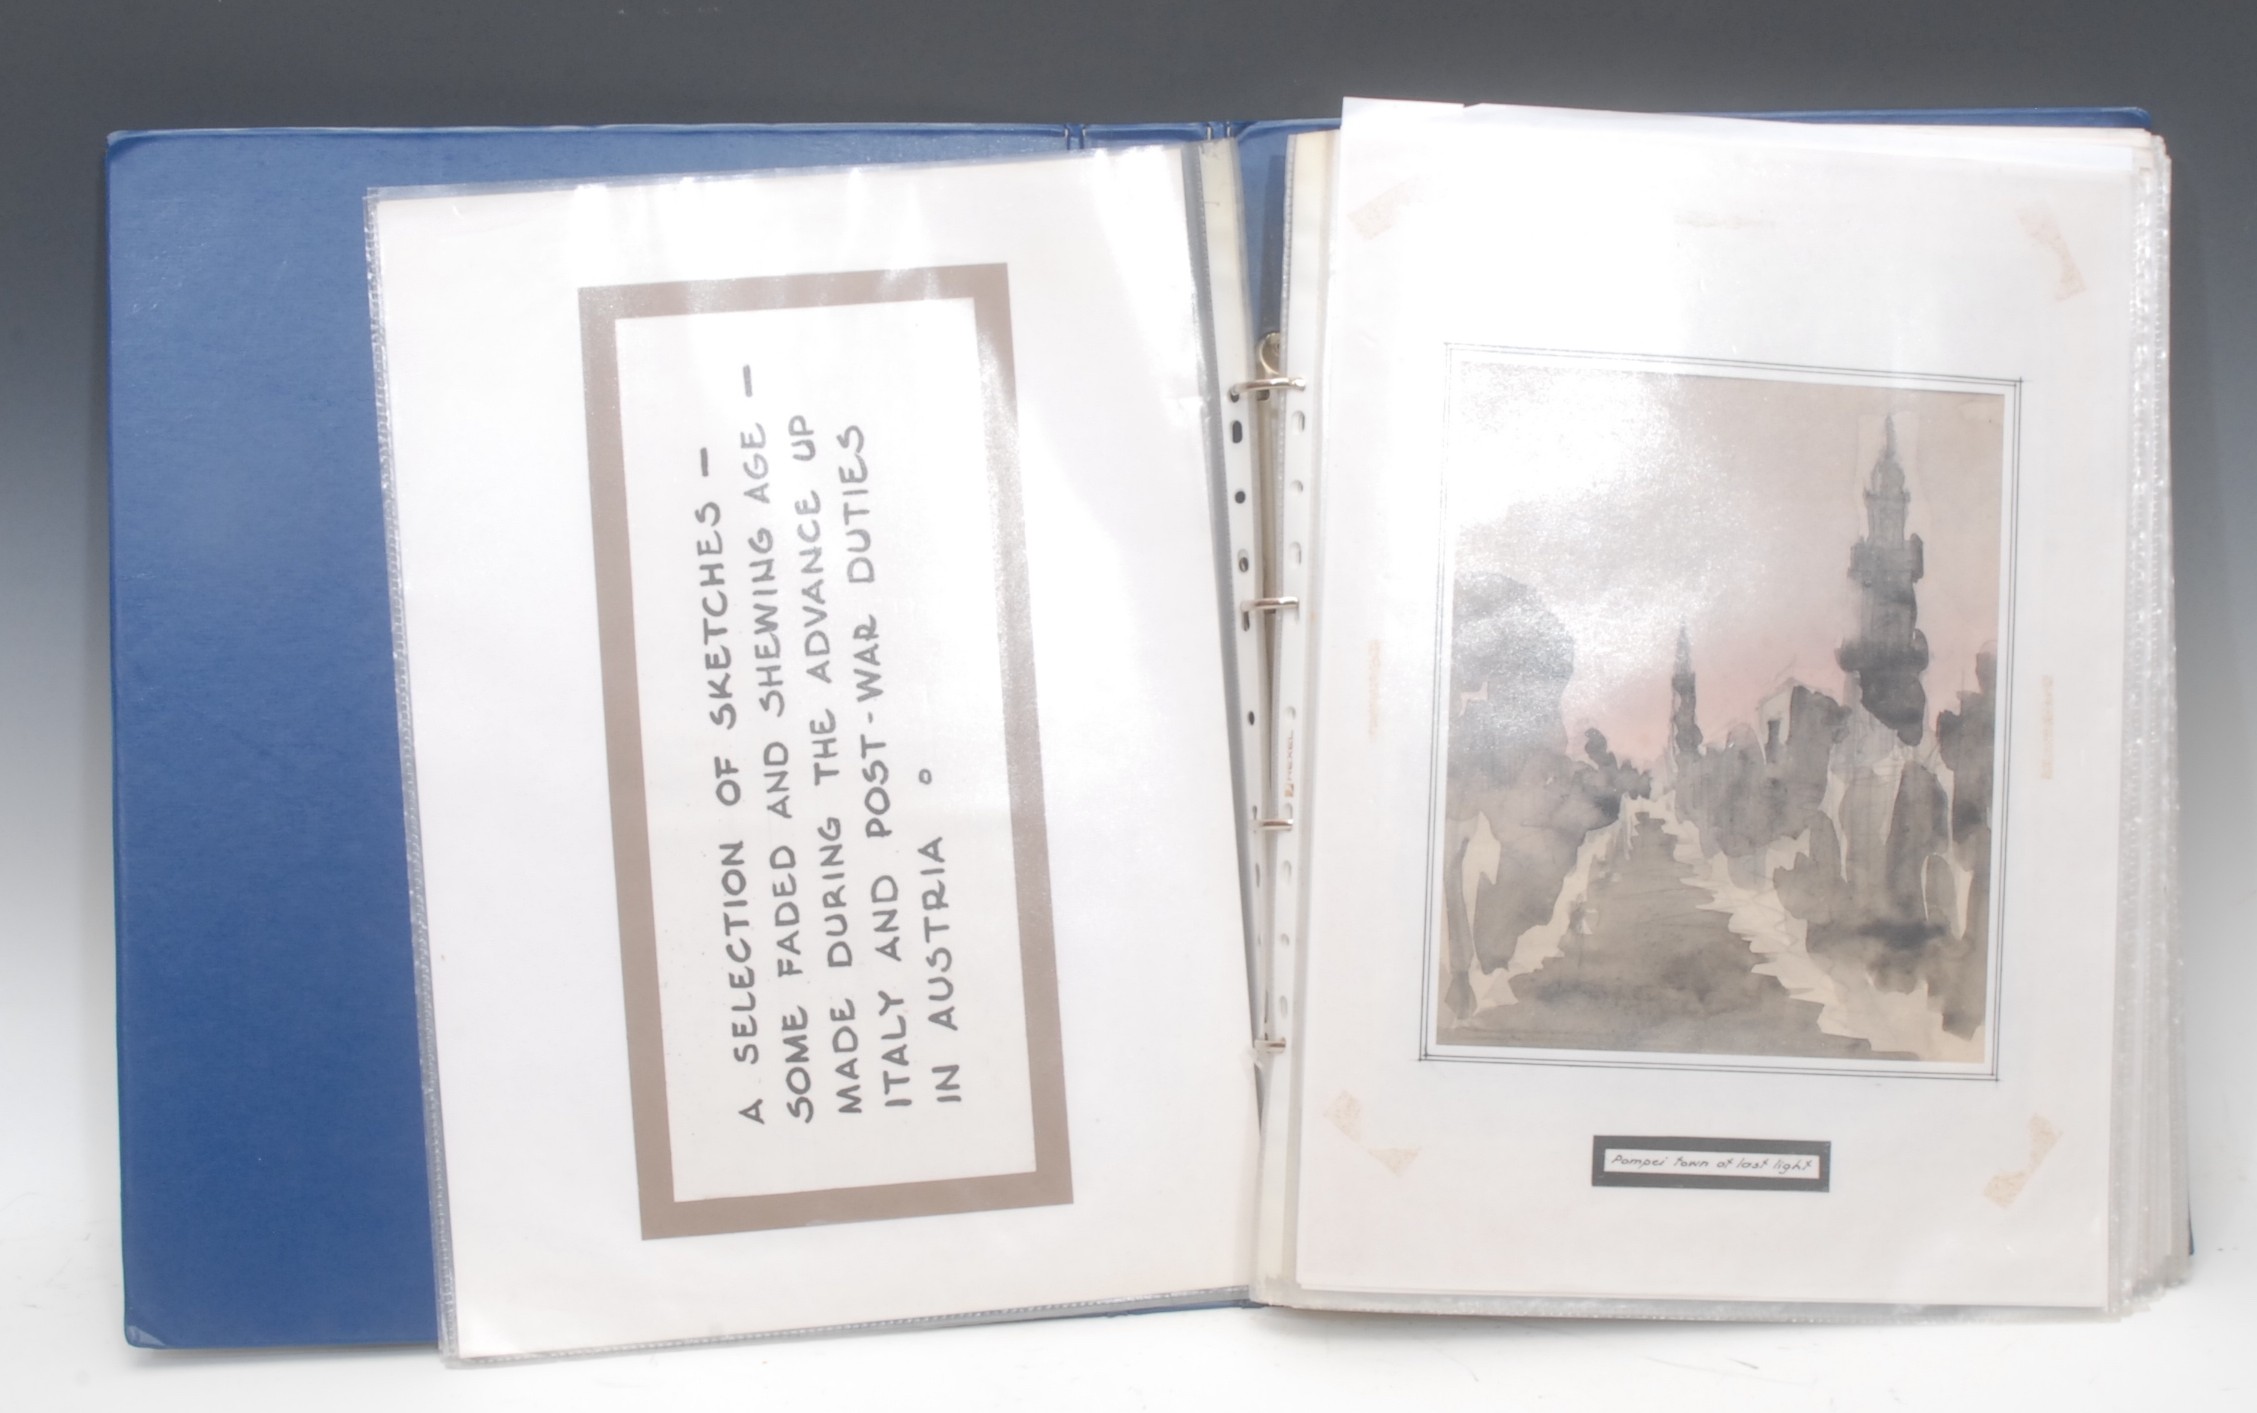 A SELECTION OF SKETCHES —
SOME FADED AND SHEWING AGE —
MADE DURING THE ADVANCE UP
ITALY AND POST-WAR DUTIES
IN AUSTRIA .
Pompei town at last light